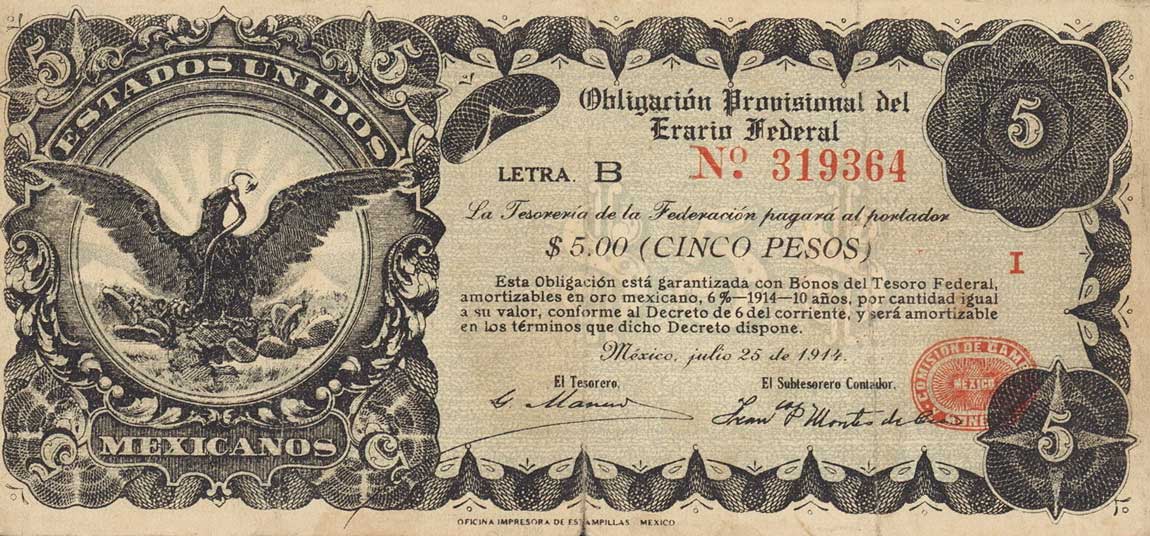 5 5
ESTADOS UNIDOS
MEXICANOS
Obligación Provisional del
Erario Federal
5
LETRA. B Nº. 319364
La Tesorería de la Federación pagará al portador
$ 5.00 (CINCO PESOS)
I
Esta Obligación está garantizada con Bonos del Tesoro Federal,
amortizables en oro mexicano, 6%—1914—10 años, por cantidad igual
a su valor, conforme al Decreto de 6 del corriente, y será amortizable
en los términos que dicho Decreto dispone.
México, julio 25 de 1914.
El Tesorero, El Subtesorero Contador.
COMISION DE
MEXICO
5
OFICINA IMPRESORA DE ESTAMPILLAS - MEXICO